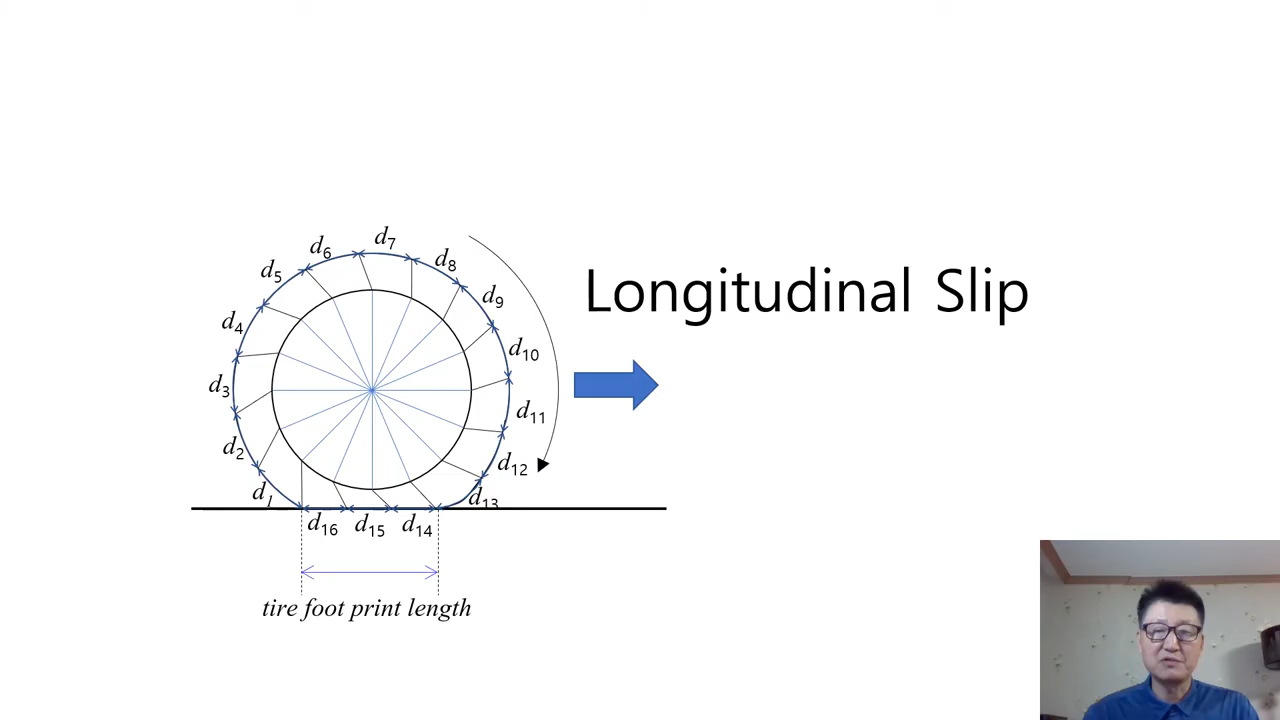 Longitudinal Slip
d7
d6
d8
d5
d9
d4
d10
d3
d11
d2
d12
d1
d13
d16 d15 d14
tire foot print length